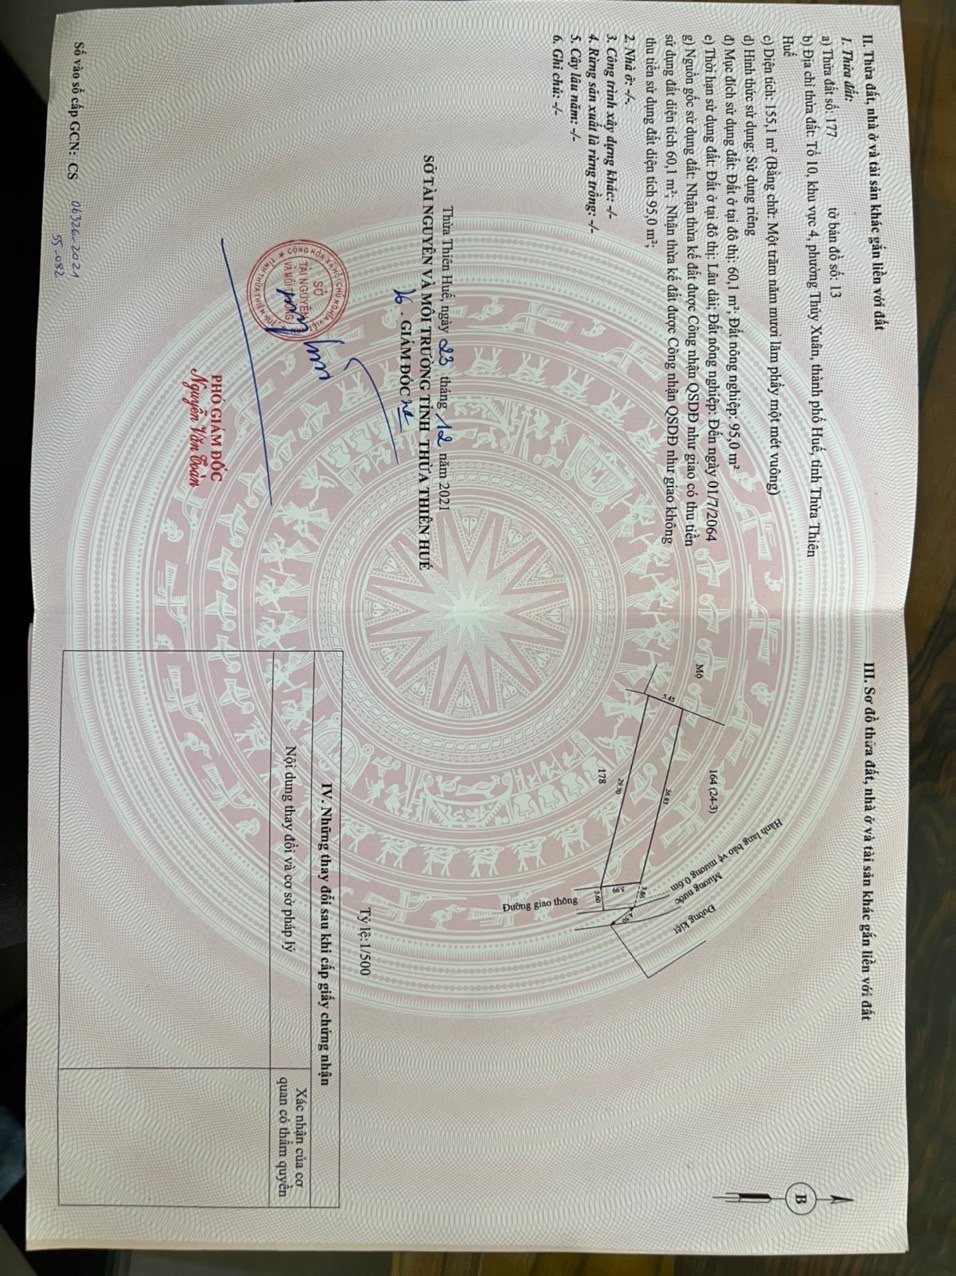 II. Thửa đất, nhà ở và tài sản khác gắn liền với đất
1. Thửa đất:
a) Thửa đất số: 177 tờ bản đồ số: 13
b) Địa chỉ thửa đất: Tổ 10, khu vực 4, phường Thủy Xuân, thành phố Huế, tỉnh Thừa Thiên
Huế
c) Diện tích: 155,1 m² (Bằng chữ: Một trăm năm mươi lăm phẩy một mét vuông)
d) Hình thức sử dụng: Sử dụng riêng
đ) Mục đích sử dụng đất: Đất ở tại đô thị: 60,1 m²; Đất nông nghiệp: 95,0 m²
e) Thời hạn sử dụng đất: Đất ở tại đô thị: Lâu dài; Đất nông nghiệp: Đến ngày 01/7/2064
g) Nguồn gốc sử dụng đất: Nhận thừa kế đất được Công nhận QSDĐ như giao có thu tiền
sử dụng đất diện tích 60,1 m²; Nhận thừa kế đất được Công nhận QSDĐ như giao không
thu tiền sử dụng đất diện tích 95,0 m²;
2. Nhà ở: -/-.
3. Công trình xây dựng khác: -/-
4. Rừng sản xuất là rừng trồng: -/-
5. Cây lâu năm: -/-
6. Ghi chú: -/-
Thừa Thiên Huế, ngày 23 tháng 12 năm 2021
SỞ TÀI NGUYÊN VÀ MÔI TRƯỜNG TỈNH THỪA THIÊN HUẾ
GIÁM ĐỐC
CỘNG HÒA XÃ HỘI CHỦ NGHĨA VIỆT
SỞ
TÀI NGUYÊN
VÀ MÔI TRƯỜNG
TỈNH THỪA THIÊN HUẾ
PHÓ GIÁM ĐỐC
Nguyễn Văn Toàn
Số vào sổ cấp GCN: CS 06326-2021
55-082
III. Sơ đồ thửa đất, nhà ở và tài sản khác gắn liền với đất
B
Hành lang bảo vệ mương 0.6m
Mương nước
Đường kiệt
164 (24-3)
Mộ
5.45
26.83
3.86
4.50
29.70
3.60
178
Đường giao thông
Tỷ lệ:1/500
IV. Những thay đổi sau khi cấp giấy chứng nhận
Nội dung thay đổi và cơ sở pháp lý
Xác nhận của cơ
quan có thẩm quyền